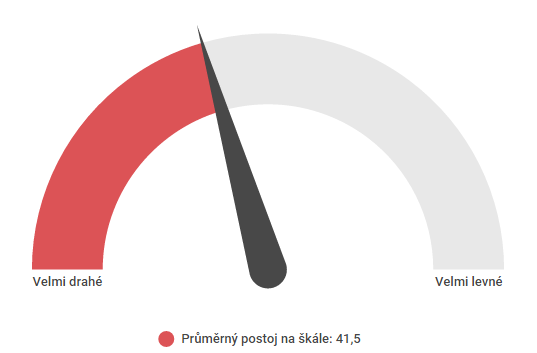 Velmi drahé
Velmi levné
Průměrný postoj na škále: 41,5